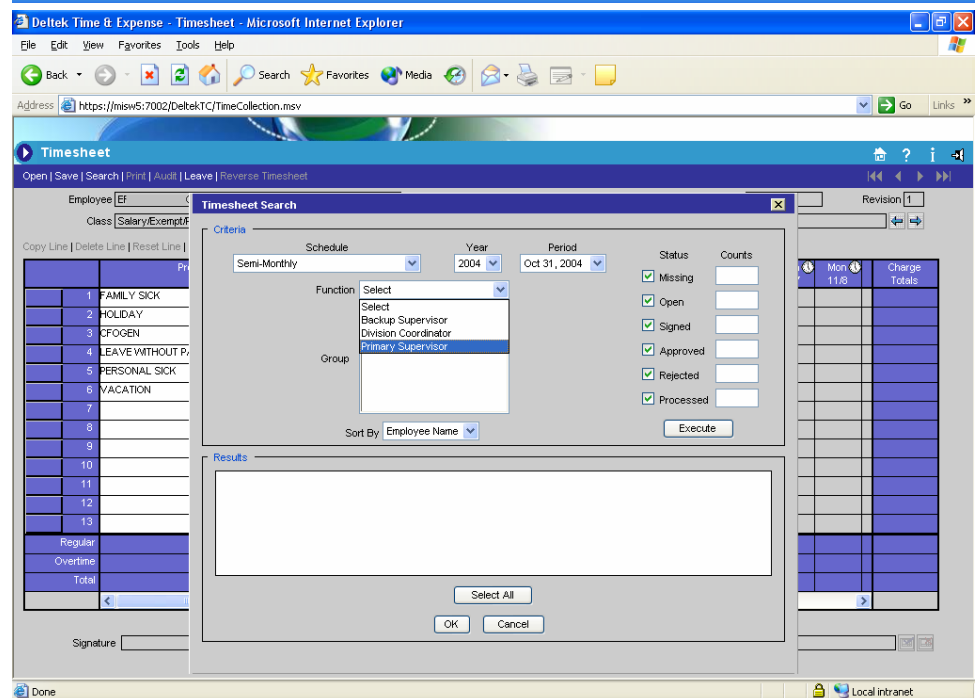 Deltek Time & Expense - Timesheet - Microsoft Internet Explorer
File Edit View Favorites Tools Help
Back Search Favorites Media
Address https://misw5:7002/DeltekTC/TimeCollection.msv Go Links »
Timesheet
Open | Save | Search | Print | Audit | Leave | Reverse Timesheet
Employee Revision 1
Class Salary/Exempt/
Copy Line | Delete Line | Reset Line |
Timesheet Search
Criteria
Schedule Year Period
Semi-Monthly 2004 Oct 31, 2004
Function Select
Select
Backup Supervisor
Division Coordinator
Primary Supervisor
Group
Sort By Employee Name
Status Counts
Missing
Open
Signed
Approved
Rejected
Processed
Execute
Results
Select All
OK Cancel
Mon 11/8 Charge Totals
1 FAMILY SICK
2 HOLIDAY
3 CFOGEN
4 LEAVE WITHOUT
5 PERSONAL SICK
6 VACATION
7
8
9
10
11
12
13
Regular
Overtime
Total
Signature
Done Local intranet